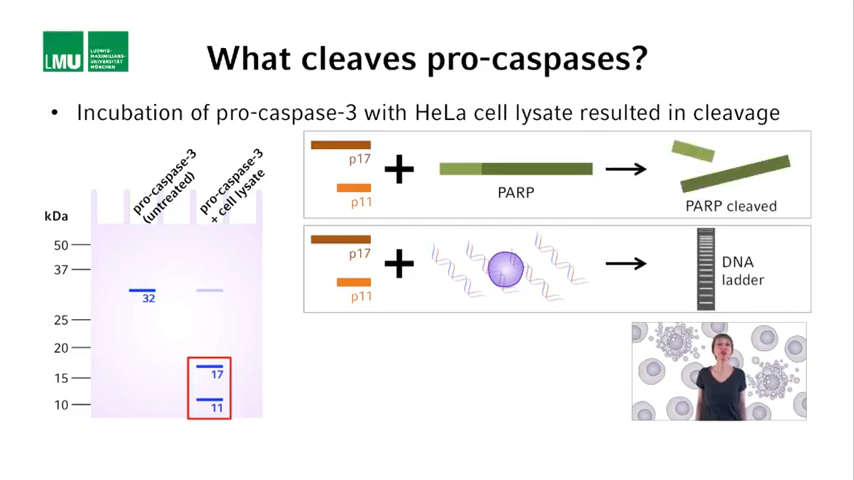 LMU
LUDWIG-
MAXIMILIANS-
UNIVERSITÄT
MÜNCHEN
What cleaves pro-caspases?
• Incubation of pro-caspase-3 with HeLa cell lysate resulted in cleavage
pro-caspase-3
(untreated)
pro-caspase-3
+ cell lysate
kDa
50
37
25
20
15
10
32
17
11
p17
+
p11
PARP
PARP cleaved
p17
+
p11
DNA
ladder